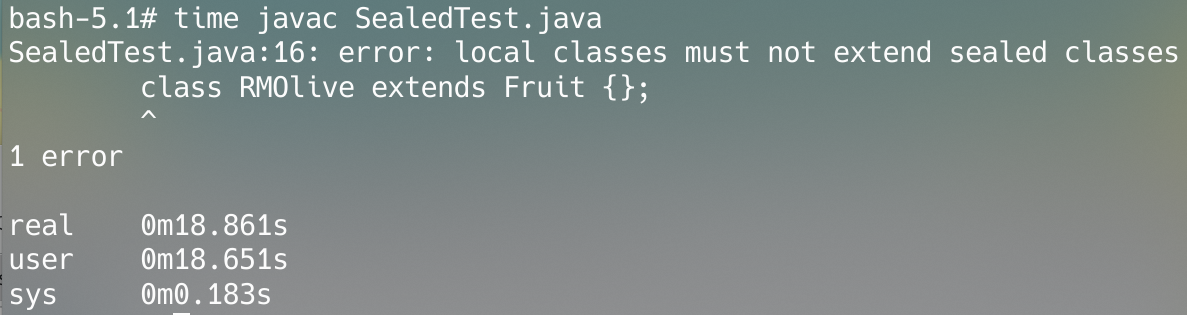 bash-5.1# time javac SealedTest.java
SealedTest.java:16: error: local classes must not extend sealed classes
        class RMOlive extends Fruit {};
        ^
1 error

real    0m18.861s
user    0m18.651s
sys     0m0.183s